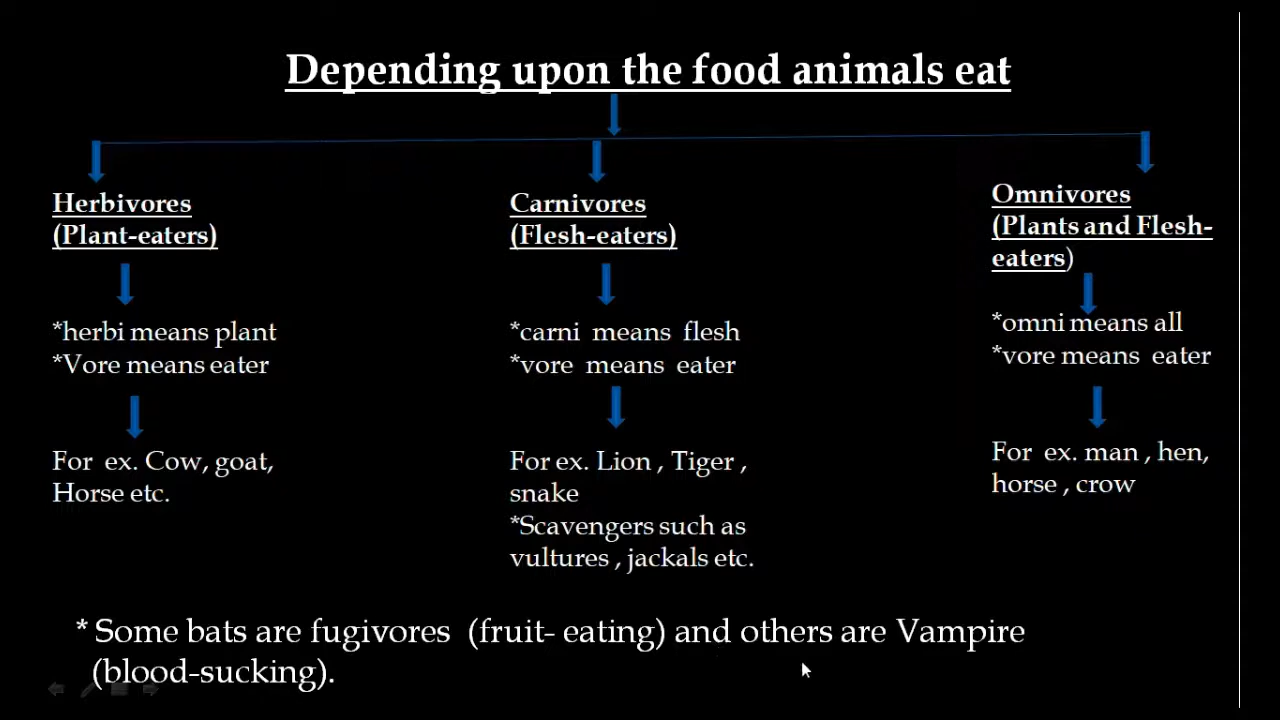 Depending upon the food animals eat
Herbivores
(Plant-eaters)
*herbi means plant
*Vore means eater
For ex. Cow, goat,
Horse etc.
Carnivores
(Flesh-eaters)
*carni means flesh
*vore means eater
For ex. Lion , Tiger ,
snake
*Scavengers such as
vultures , jackals etc.
Omnivores
(Plants and Flesh-
eaters)
*omni means all
*vore means eater
For ex. man , hen,
horse , crow
* Some bats are fugivores (fruit- eating) and others are Vampire
(blood-sucking).